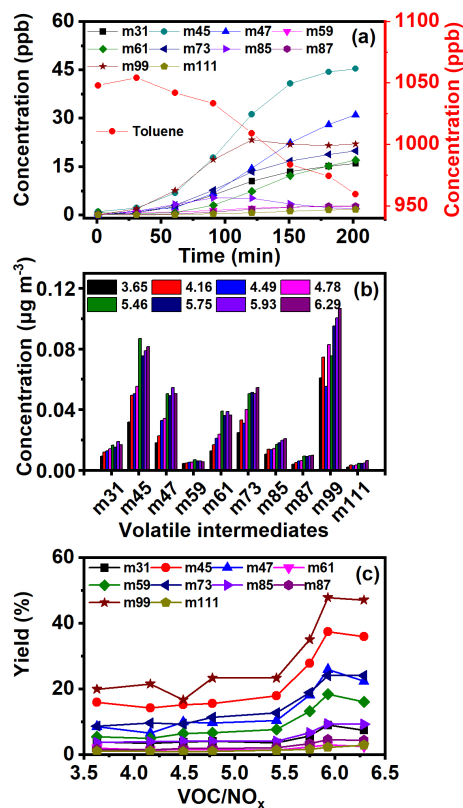 m31 m45 m47 m59
m61 m73 m85 m87
m99 m111
(a)
Toluene
Concentration (ppb)
60
45
30
15
0
Concentration (ppb)
1100
1050
1000
950
0 50 100 150 200
Time (min)
3.65 4.16 4.49 4.78
5.46 5.75 5.93 6.29
(b)
Concentration (μg m⁻³)
0.12
0.08
0.04
0.00
m31 m45 m47 m59 m61 m73 m85 m87 m99 m111
Volatile intermediates
m31 m45 m47 m61
m59 m73 m85 m87
m99 m111
(c)
Yield (%)
60
40
20
0
3.5 4.0 4.5 5.0 5.5 6.0 6.5
VOC/NOₓ